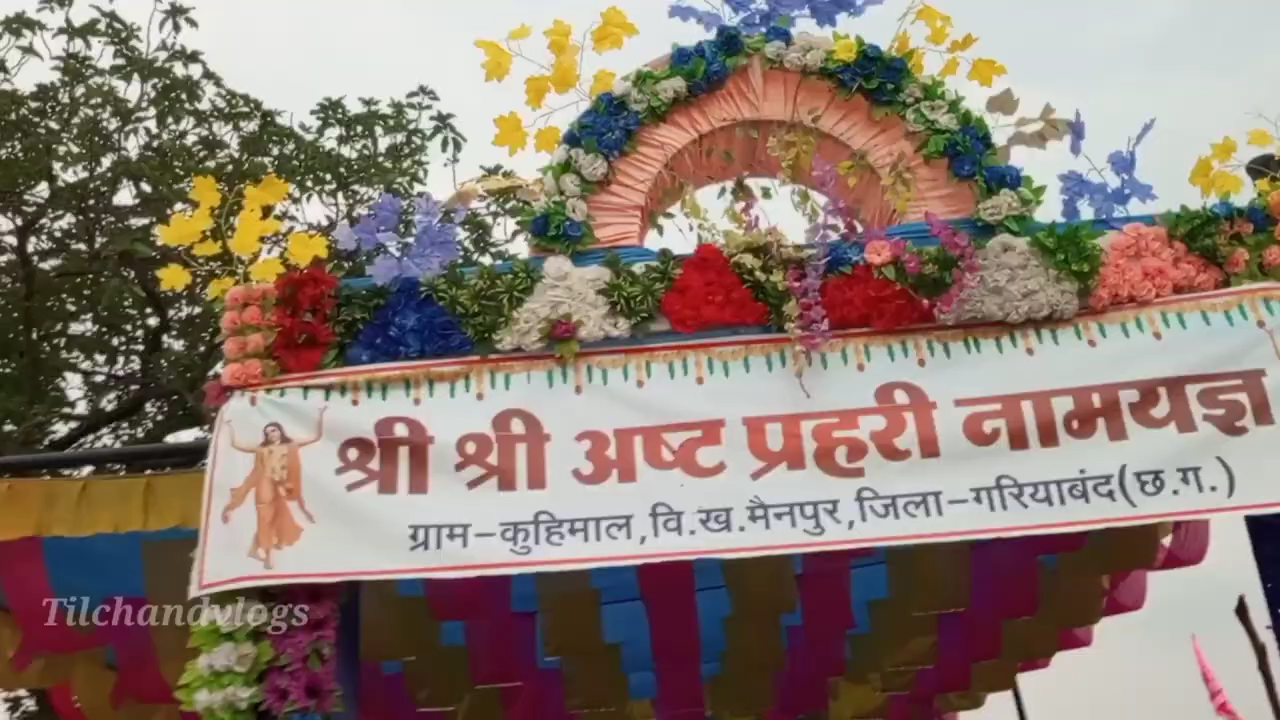 श्री श्री अष्ट प्रहरी नामयज्ञ
ग्राम-कुहिमाल,वि.ख.मैनपुर,जिला-गरियाबंद(छ.ग.)
Tilchandvlogs